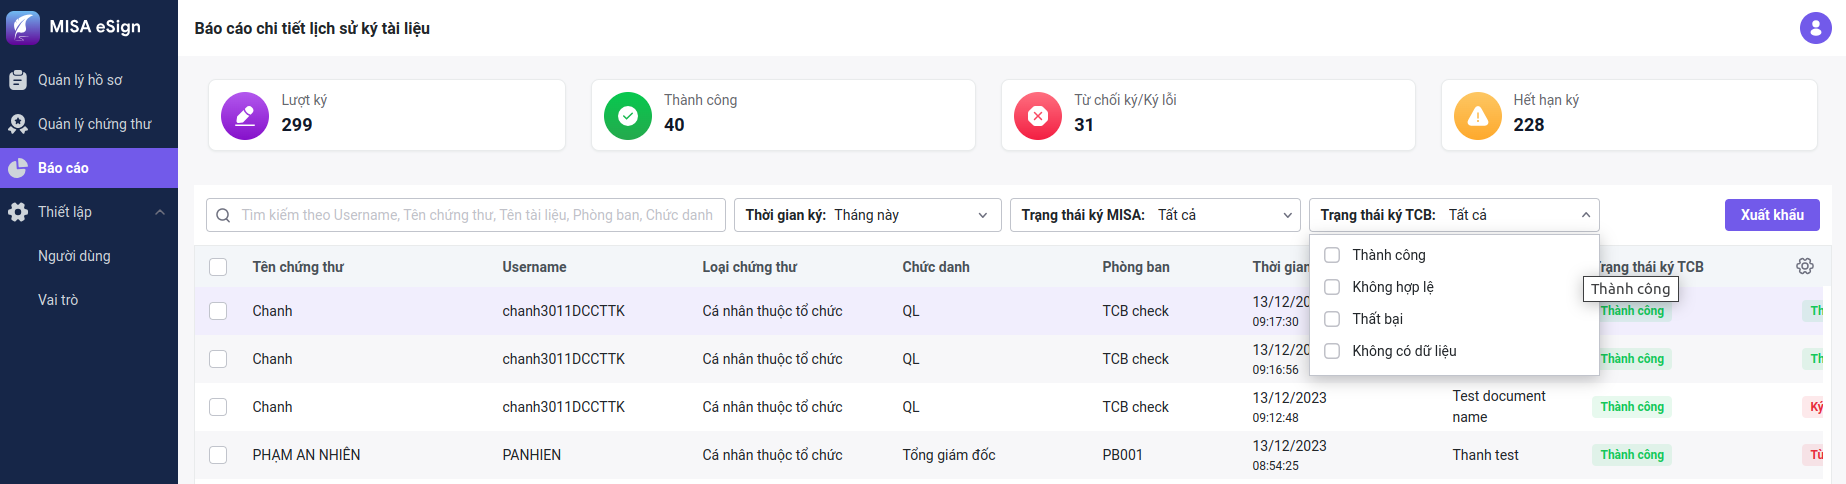 MISA eSign
Báo cáo chi tiết lịch sử ký tài liệu
Quản lý hồ sơ
Quản lý chứng thư
Báo cáo
Thiết lập
Người dùng
Vai trò
Lượt ký
299
Thành công
40
Từ chối ký/Ký lỗi
31
Hết hạn ký
228
Tìm kiếm theo Username, Tên chứng thư, Tên tài liệu, Phòng ban, Chức danh
Thời gian ký: Tháng này
Trạng thái ký MISA: Tất cả
Trạng thái ký TCB: Tất cả
Xuất khẩu
Thành công
Không hợp lệ
Thất bại
Không có dữ liệu
Thành công
Tên chứng thư Username Loại chứng thư Chức danh Phòng ban Thời gian Trạng thái ký TCB
Chanh chanh3011DCCTTK Cá nhân thuộc tổ chức QL TCB check 13/12/20 Thành công Th
09:17:30
Chanh chanh3011DCCTTK Cá nhân thuộc tổ chức QL TCB check 13/12/20 Thành công Th
09:16:56
Chanh chanh3011DCCTTK Cá nhân thuộc tổ chức QL TCB check 13/12/2023 Test document Thành công Ký
09:12:48 name
PHẠM AN NHIÊN PANHIEN Cá nhân thuộc tổ chức Tổng giám đốc PB001 13/12/2023 Thanh test Thành công Từ
08:54:25